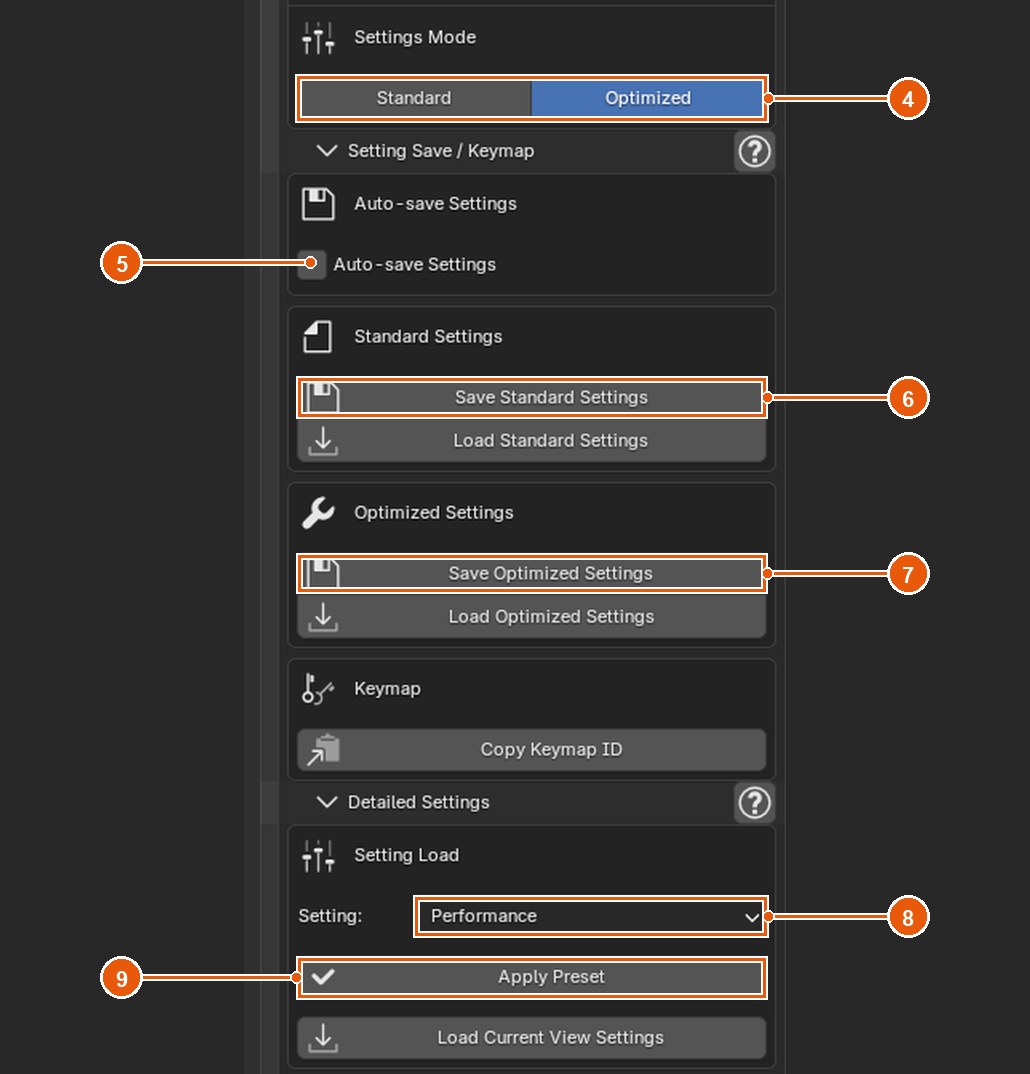 Settings Mode
Standard Optimized 4
Setting Save / Keymap ?
Auto-save Settings
5 Auto-save Settings
Standard Settings
Save Standard Settings 6
Load Standard Settings
Optimized Settings
Save Optimized Settings 7
Load Optimized Settings
Keymap
Copy Keymap ID
Detailed Settings ?
Setting Load
Setting: Performance 8
9 Apply Preset
Load Current View Settings